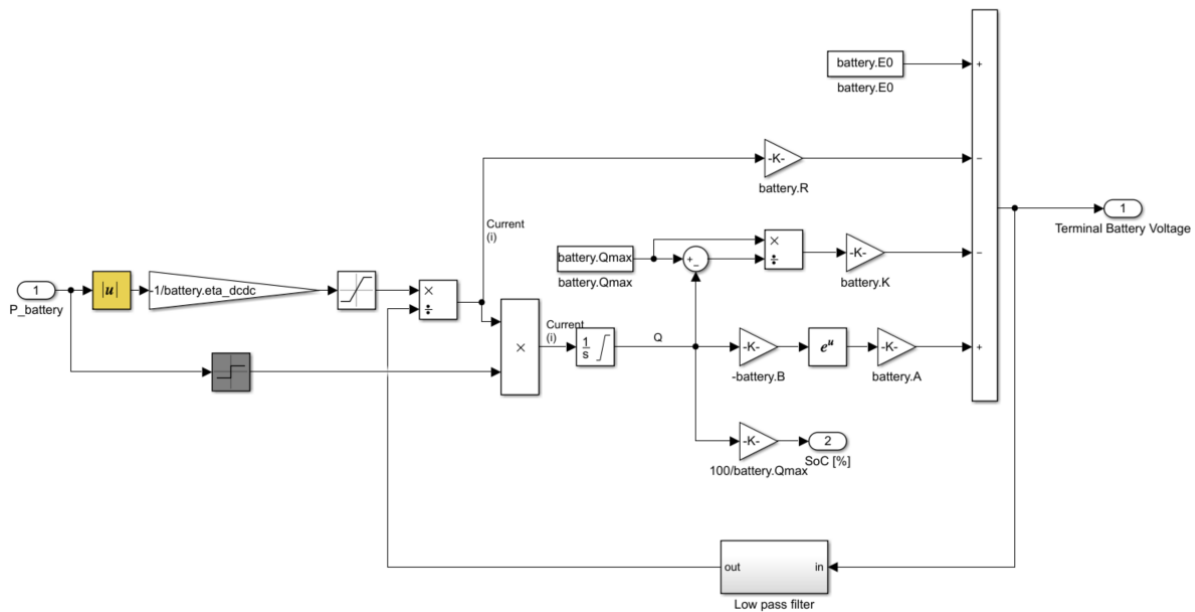 battery.E0
battery.E0
+
-K-
battery.R
−
Current
(i)
battery.Qmax
battery.Qmax
+
−
×
÷
-K-
battery.K
−
1
Terminal Battery Voltage
1
P_battery
|u|
-1/battery.eta_dcdc
×
÷
×
Current
(i)
1
s
Q
-K-
-battery.B
e^u
-K-
battery.A
+
-K-
100/battery.Qmax
2
SoC [%]
out
in
Low pass filter